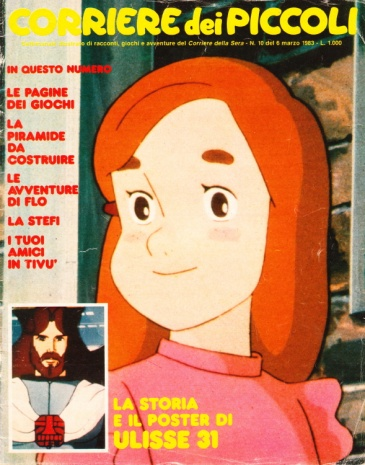 CORRIERE dei PICCOLI
di racconti, giochi e avventure del Corriere della Sera - N. 10 del 6 marzo 1983 - L. 1.000
IN QUESTO NUMERO
LE PAGINE
DEI GIOCHI
LA
PIRAMIDE
DA
COSTRUIRE
LE
AVVENTURE
DI FLO
LA STEFI
I TUOI
AMICI
IN TIVU'
LA STORIA
E IL POSTER DI
ULISSE 31